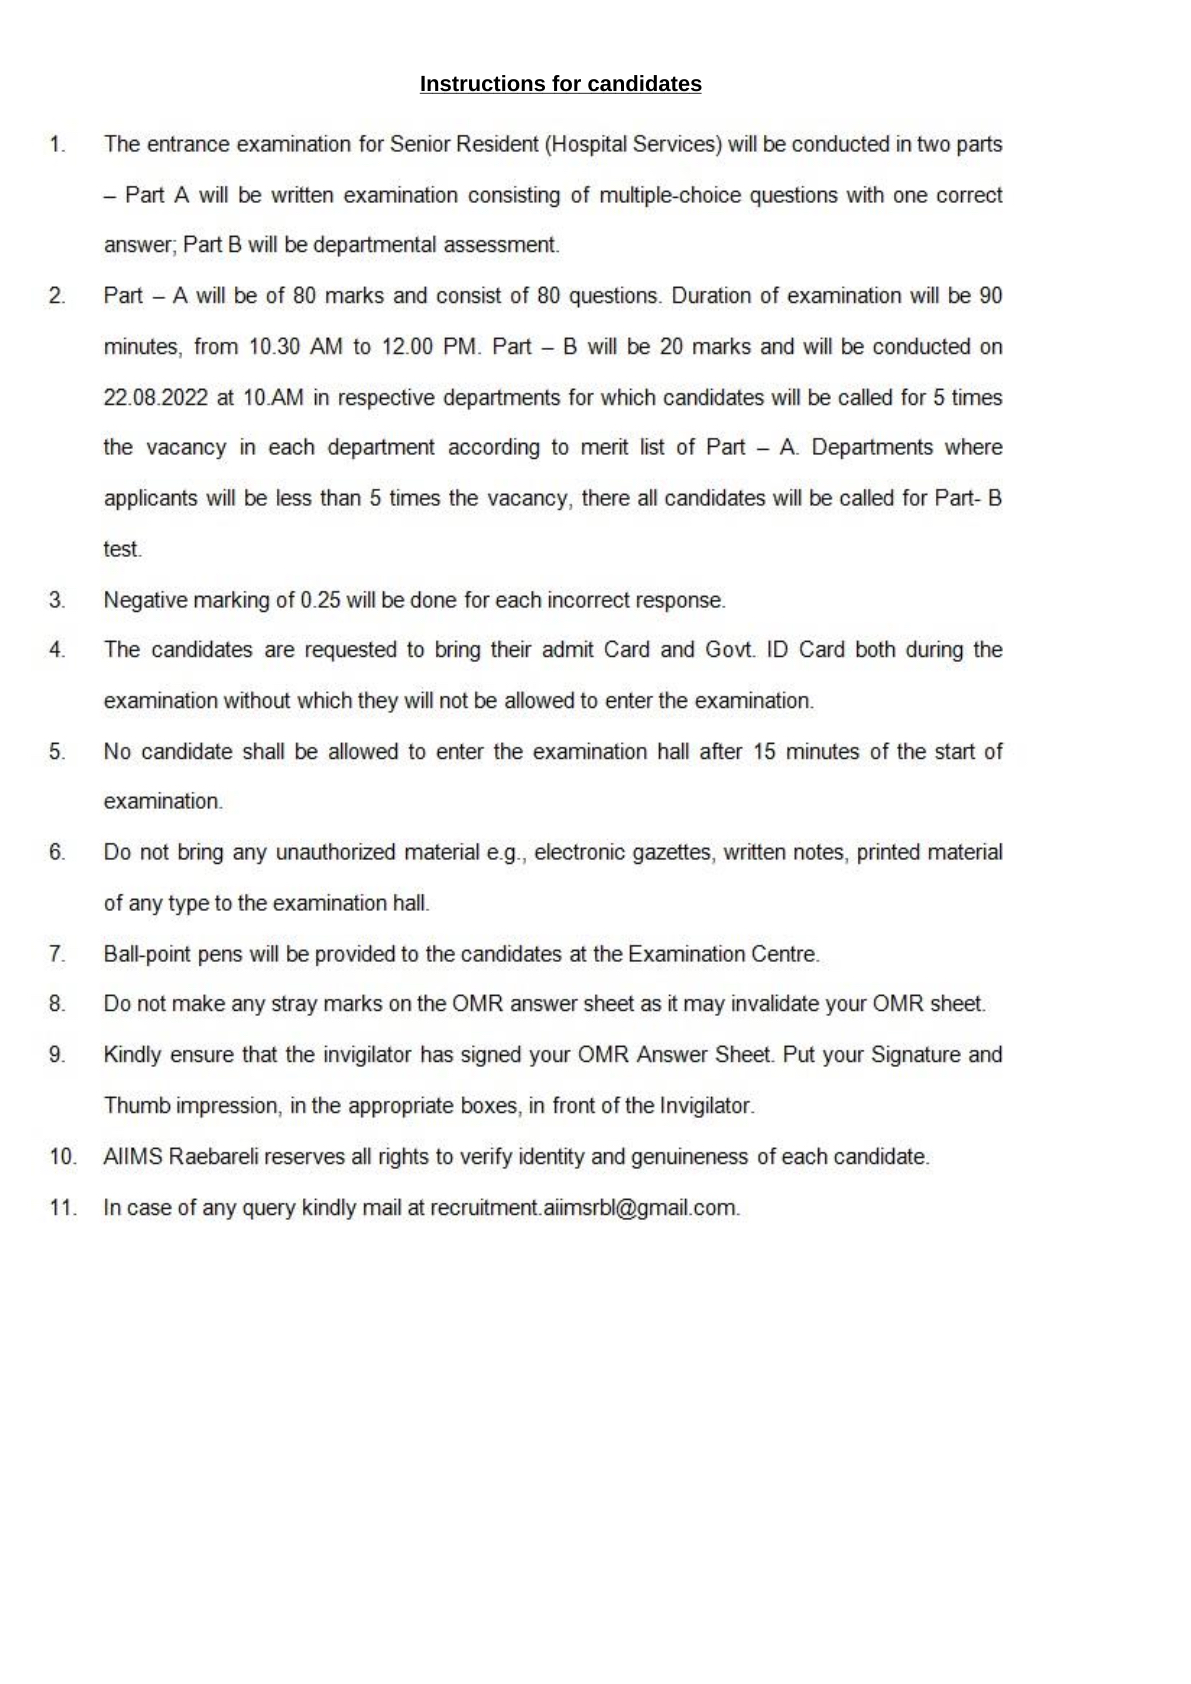 Instructions for candidates
1. The entrance examination for Senior Resident (Hospital Services) will be conducted in two parts
– Part A will be written examination consisting of multiple-choice questions with one correct
answer; Part B will be departmental assessment.
2. Part – A will be of 80 marks and consist of 80 questions. Duration of examination will be 90
minutes, from 10.30 AM to 12.00 PM. Part – B will be 20 marks and will be conducted on
22.08.2022 at 10.AM in respective departments for which candidates will be called for 5 times
the vacancy in each department according to merit list of Part – A. Departments where
applicants will be less than 5 times the vacancy, there all candidates will be called for Part- B
test.
3. Negative marking of 0.25 will be done for each incorrect response.
4. The candidates are requested to bring their admit Card and Govt. ID Card both during the
examination without which they will not be allowed to enter the examination.
5. No candidate shall be allowed to enter the examination hall after 15 minutes of the start of
examination.
6. Do not bring any unauthorized material e.g., electronic gazettes, written notes, printed material
of any type to the examination hall.
7. Ball-point pens will be provided to the candidates at the Examination Centre.
8. Do not make any stray marks on the OMR answer sheet as it may invalidate your OMR sheet.
9. Kindly ensure that the invigilator has signed your OMR Answer Sheet. Put your Signature and
Thumb impression, in the appropriate boxes, in front of the Invigilator.
10. AIIMS Raebareli reserves all rights to verify identity and genuineness of each candidate.
11. In case of any query kindly mail at recruitment.aiimsrbl@gmail.com.